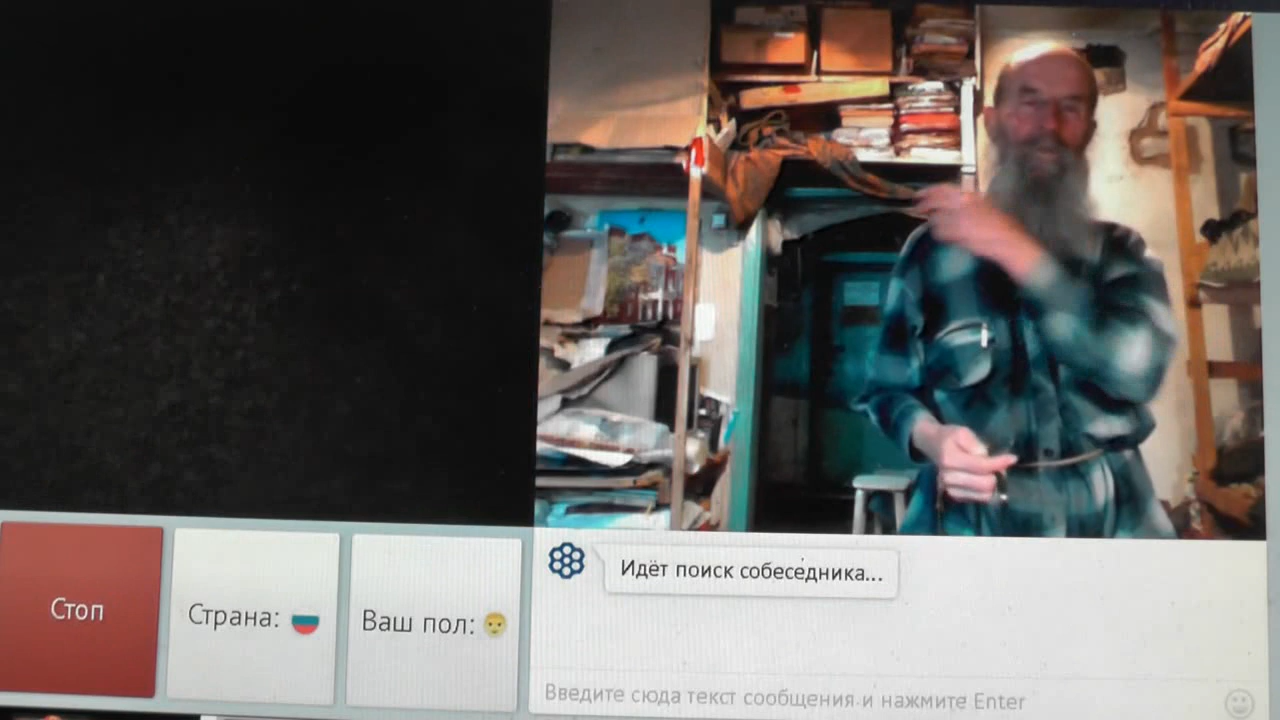 Идёт поиск собеседника...
Стоп
Страна:
Ваш пол:
Введите сюда текст сообщения и нажмите Enter